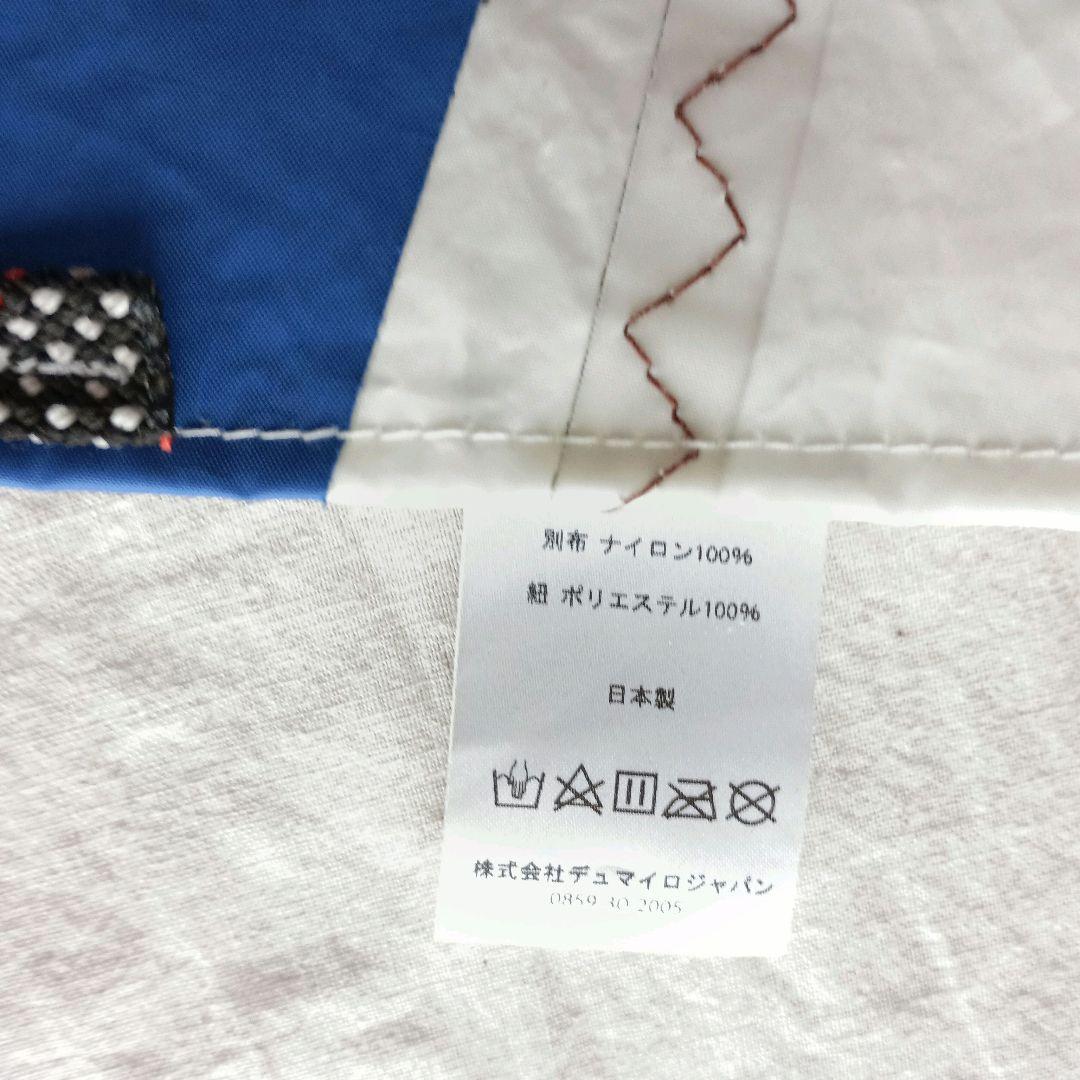 別布 ナイロン100%
紐 ポリエステル100%
日本製
株式会社デュマイロジャパン
0859 30 2005